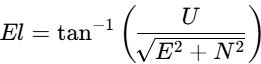 El = tan⁻¹ ( U / √(E² + N²) )